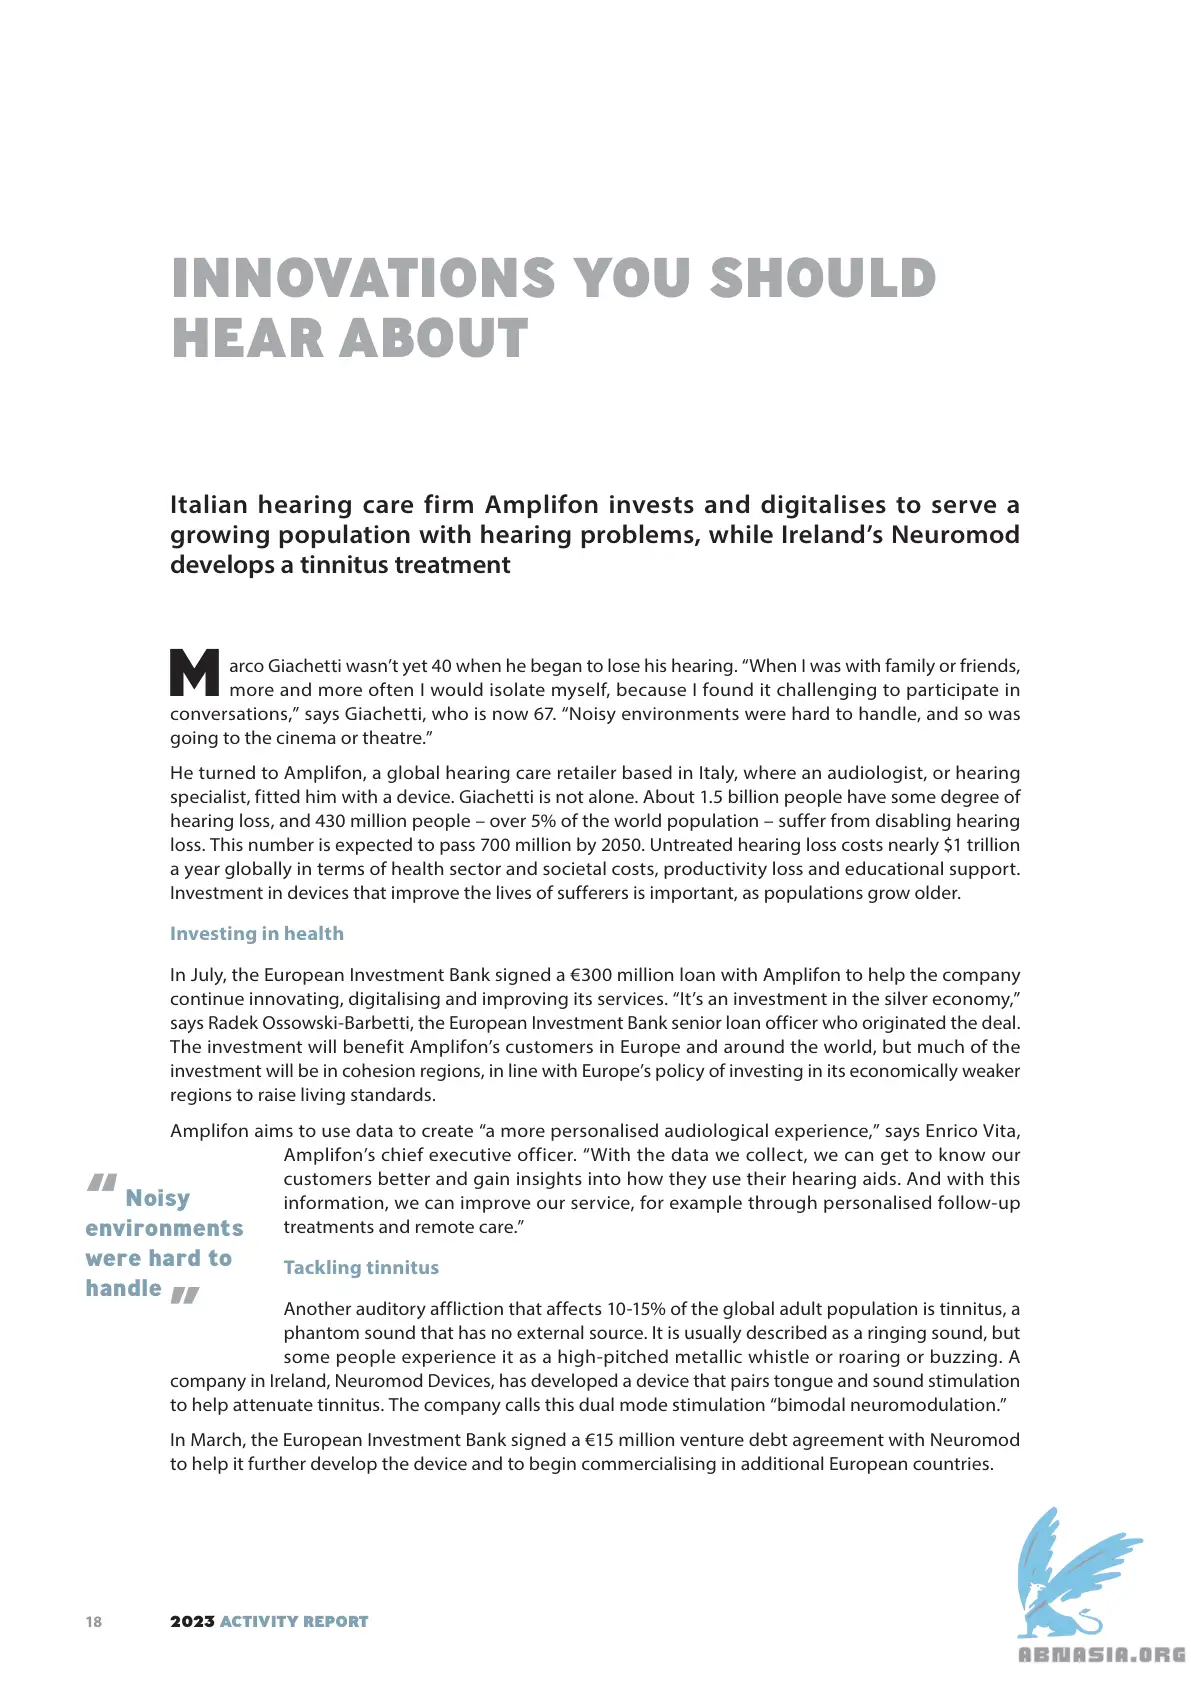 INNOVATIONS YOU SHOULD
HEAR ABOUT
Italian hearing care firm Amplifon invests and digitalises to serve a
growing population with hearing problems, while Ireland’s Neuromod
develops a tinnitus treatment
Marco Giachetti wasn’t yet 40 when he began to lose his hearing. “When I was with family or friends,
more and more often I would isolate myself, because I found it challenging to participate in
conversations,” says Giachetti, who is now 67. “Noisy environments were hard to handle, and so was
going to the cinema or theatre.”
He turned to Amplifon, a global hearing care retailer based in Italy, where an audiologist, or hearing
specialist, fitted him with a device. Giachetti is not alone. About 1.5 billion people have some degree of
hearing loss, and 430 million people – over 5% of the world population – suffer from disabling hearing
loss. This number is expected to pass 700 million by 2050. Untreated hearing loss costs nearly $1 trillion
a year globally in terms of health sector and societal costs, productivity loss and educational support.
Investment in devices that improve the lives of sufferers is important, as populations grow older.
Investing in health
In July, the European Investment Bank signed a €300 million loan with Amplifon to help the company
continue innovating, digitalising and improving its services. “It’s an investment in the silver economy,”
says Radek Ossowski-Barbetti, the European Investment Bank senior loan officer who originated the deal.
The investment will benefit Amplifon’s customers in Europe and around the world, but much of the
investment will be in cohesion regions, in line with Europe’s policy of investing in its economically weaker
regions to raise living standards.
Amplifon aims to use data to create “a more personalised audiological experience,” says Enrico Vita,
Amplifon’s chief executive officer. “With the data we collect, we can get to know our
customers better and gain insights into how they use their hearing aids. And with this
information, we can improve our service, for example through personalised follow-up
treatments and remote care.”
" Noisy
environments
were hard to
handle "
Tackling tinnitus
Another auditory affliction that affects 10-15% of the global adult population is tinnitus, a
phantom sound that has no external source. It is usually described as a ringing sound, but
some people experience it as a high-pitched metallic whistle or roaring or buzzing. A
company in Ireland, Neuromod Devices, has developed a device that pairs tongue and sound stimulation
to help attenuate tinnitus. The company calls this dual mode stimulation “bimodal neuromodulation.”
In March, the European Investment Bank signed a €15 million venture debt agreement with Neuromod
to help it further develop the device and to begin commercialising in additional European countries.
18 2023 ACTIVITY REPORT
ABNASIA.ORG